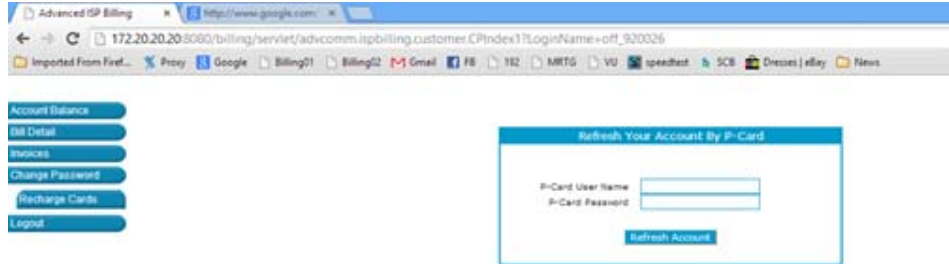 Advanced ISP Billing
http://www.google.com/
172.20.20.20:8080/billing/servlet/advcomm.ispbilling.customer.CPIndex1?LoginName=off_920026
Imported From Firef... Proxy Google Billing01 Billing02 Gmail FB 192 MRTG VU speedtest SCB Dresses | eBay News
Account Balance
Bill Detail
Invoices
Change Password
Recharge Cards
Logout
Refresh Your Account By P-Card
P-Card User Name
P-Card Password
Refresh Account